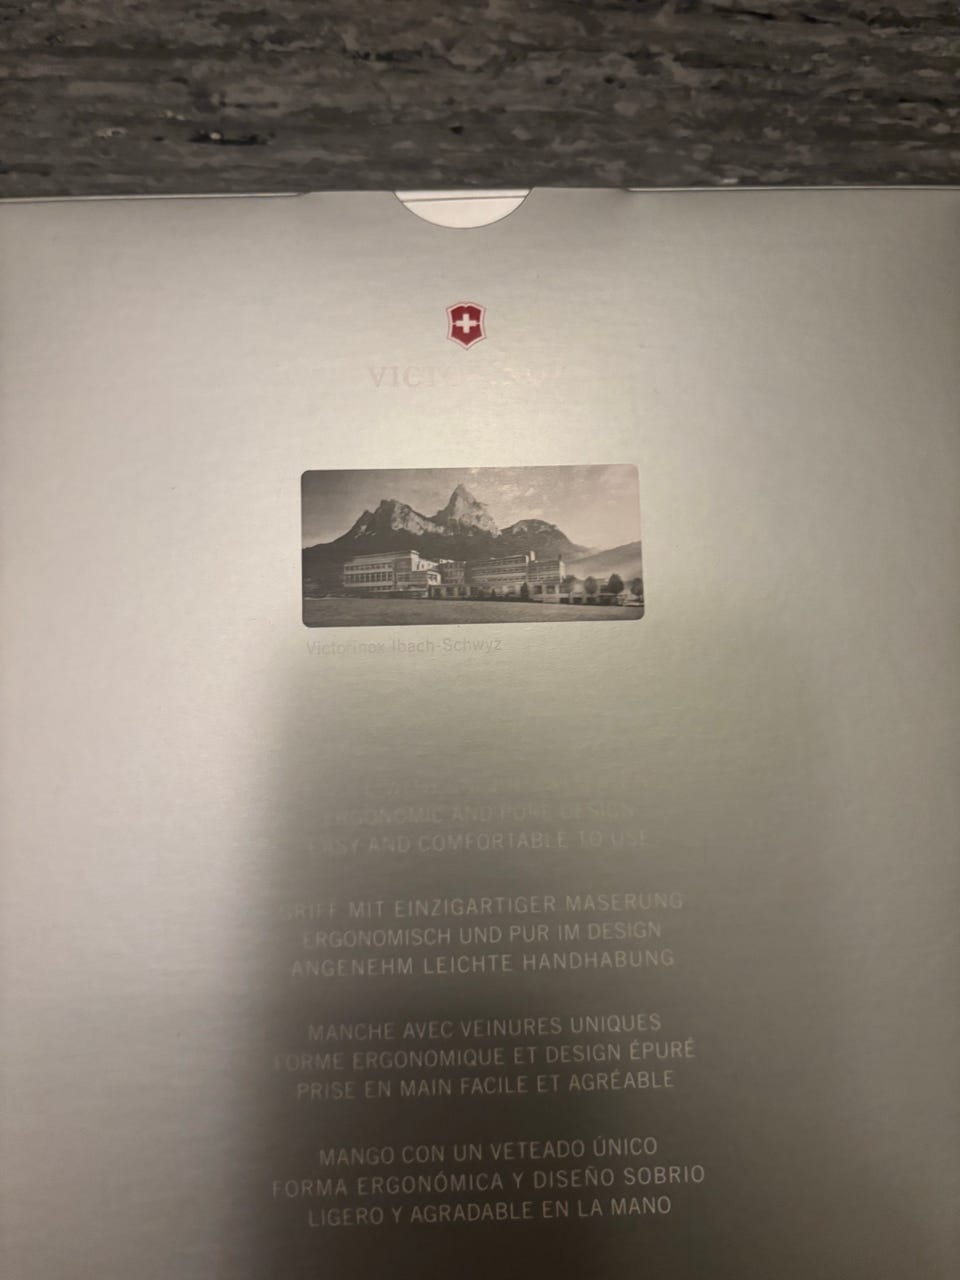 VICTORINOX
Victorinox Ibach-Schwyz
ERGONOMIC AND PURE DESIGN
EASY AND COMFORTABLE TO USE
GRIFF MIT EINZIGARTIGER MASERUNG
ERGONOMISCH UND PUR IM DESIGN
ANGENEHM LEICHTE HANDHABUNG
MANCHE AVEC VEINURES UNIQUES
FORME ERGONOMIQUE ET DESIGN ÉPURÉ
PRISE EN MAIN FACILE ET AGRÉABLE
MANGO CON UN VETEADO ÚNICO
FORMA ERGONÓMICA Y DISEÑO SOBRIO
LIGERO Y AGRADABLE EN LA MANO